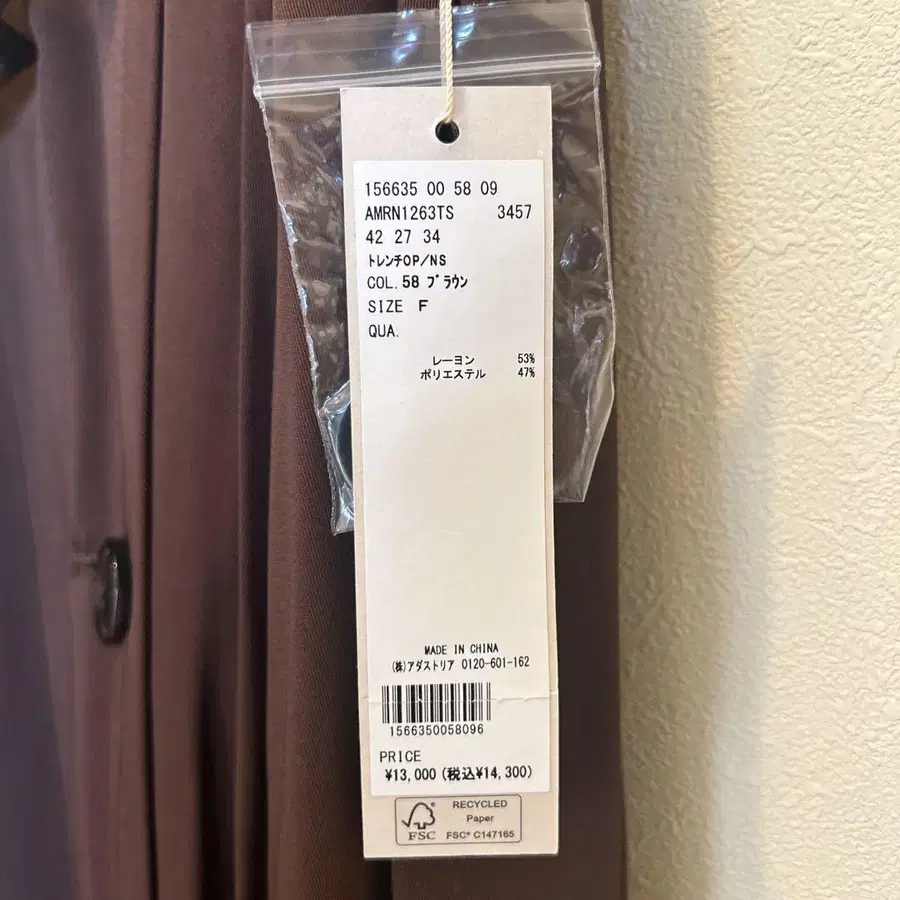 156635 00 58 09
AMRN1263TS 3457
42 27 34
トレンチOP/NS
COL.58 ブラウン
SIZE F
QUA.
レーヨン 53%
ポリエステル 47%
MADE IN CHINA
(株)アダストリア 0120-601-162
1566350058096
PRICE
¥13,000(税込¥14,300)
RECYCLED
Paper
FSC FSC® C147165